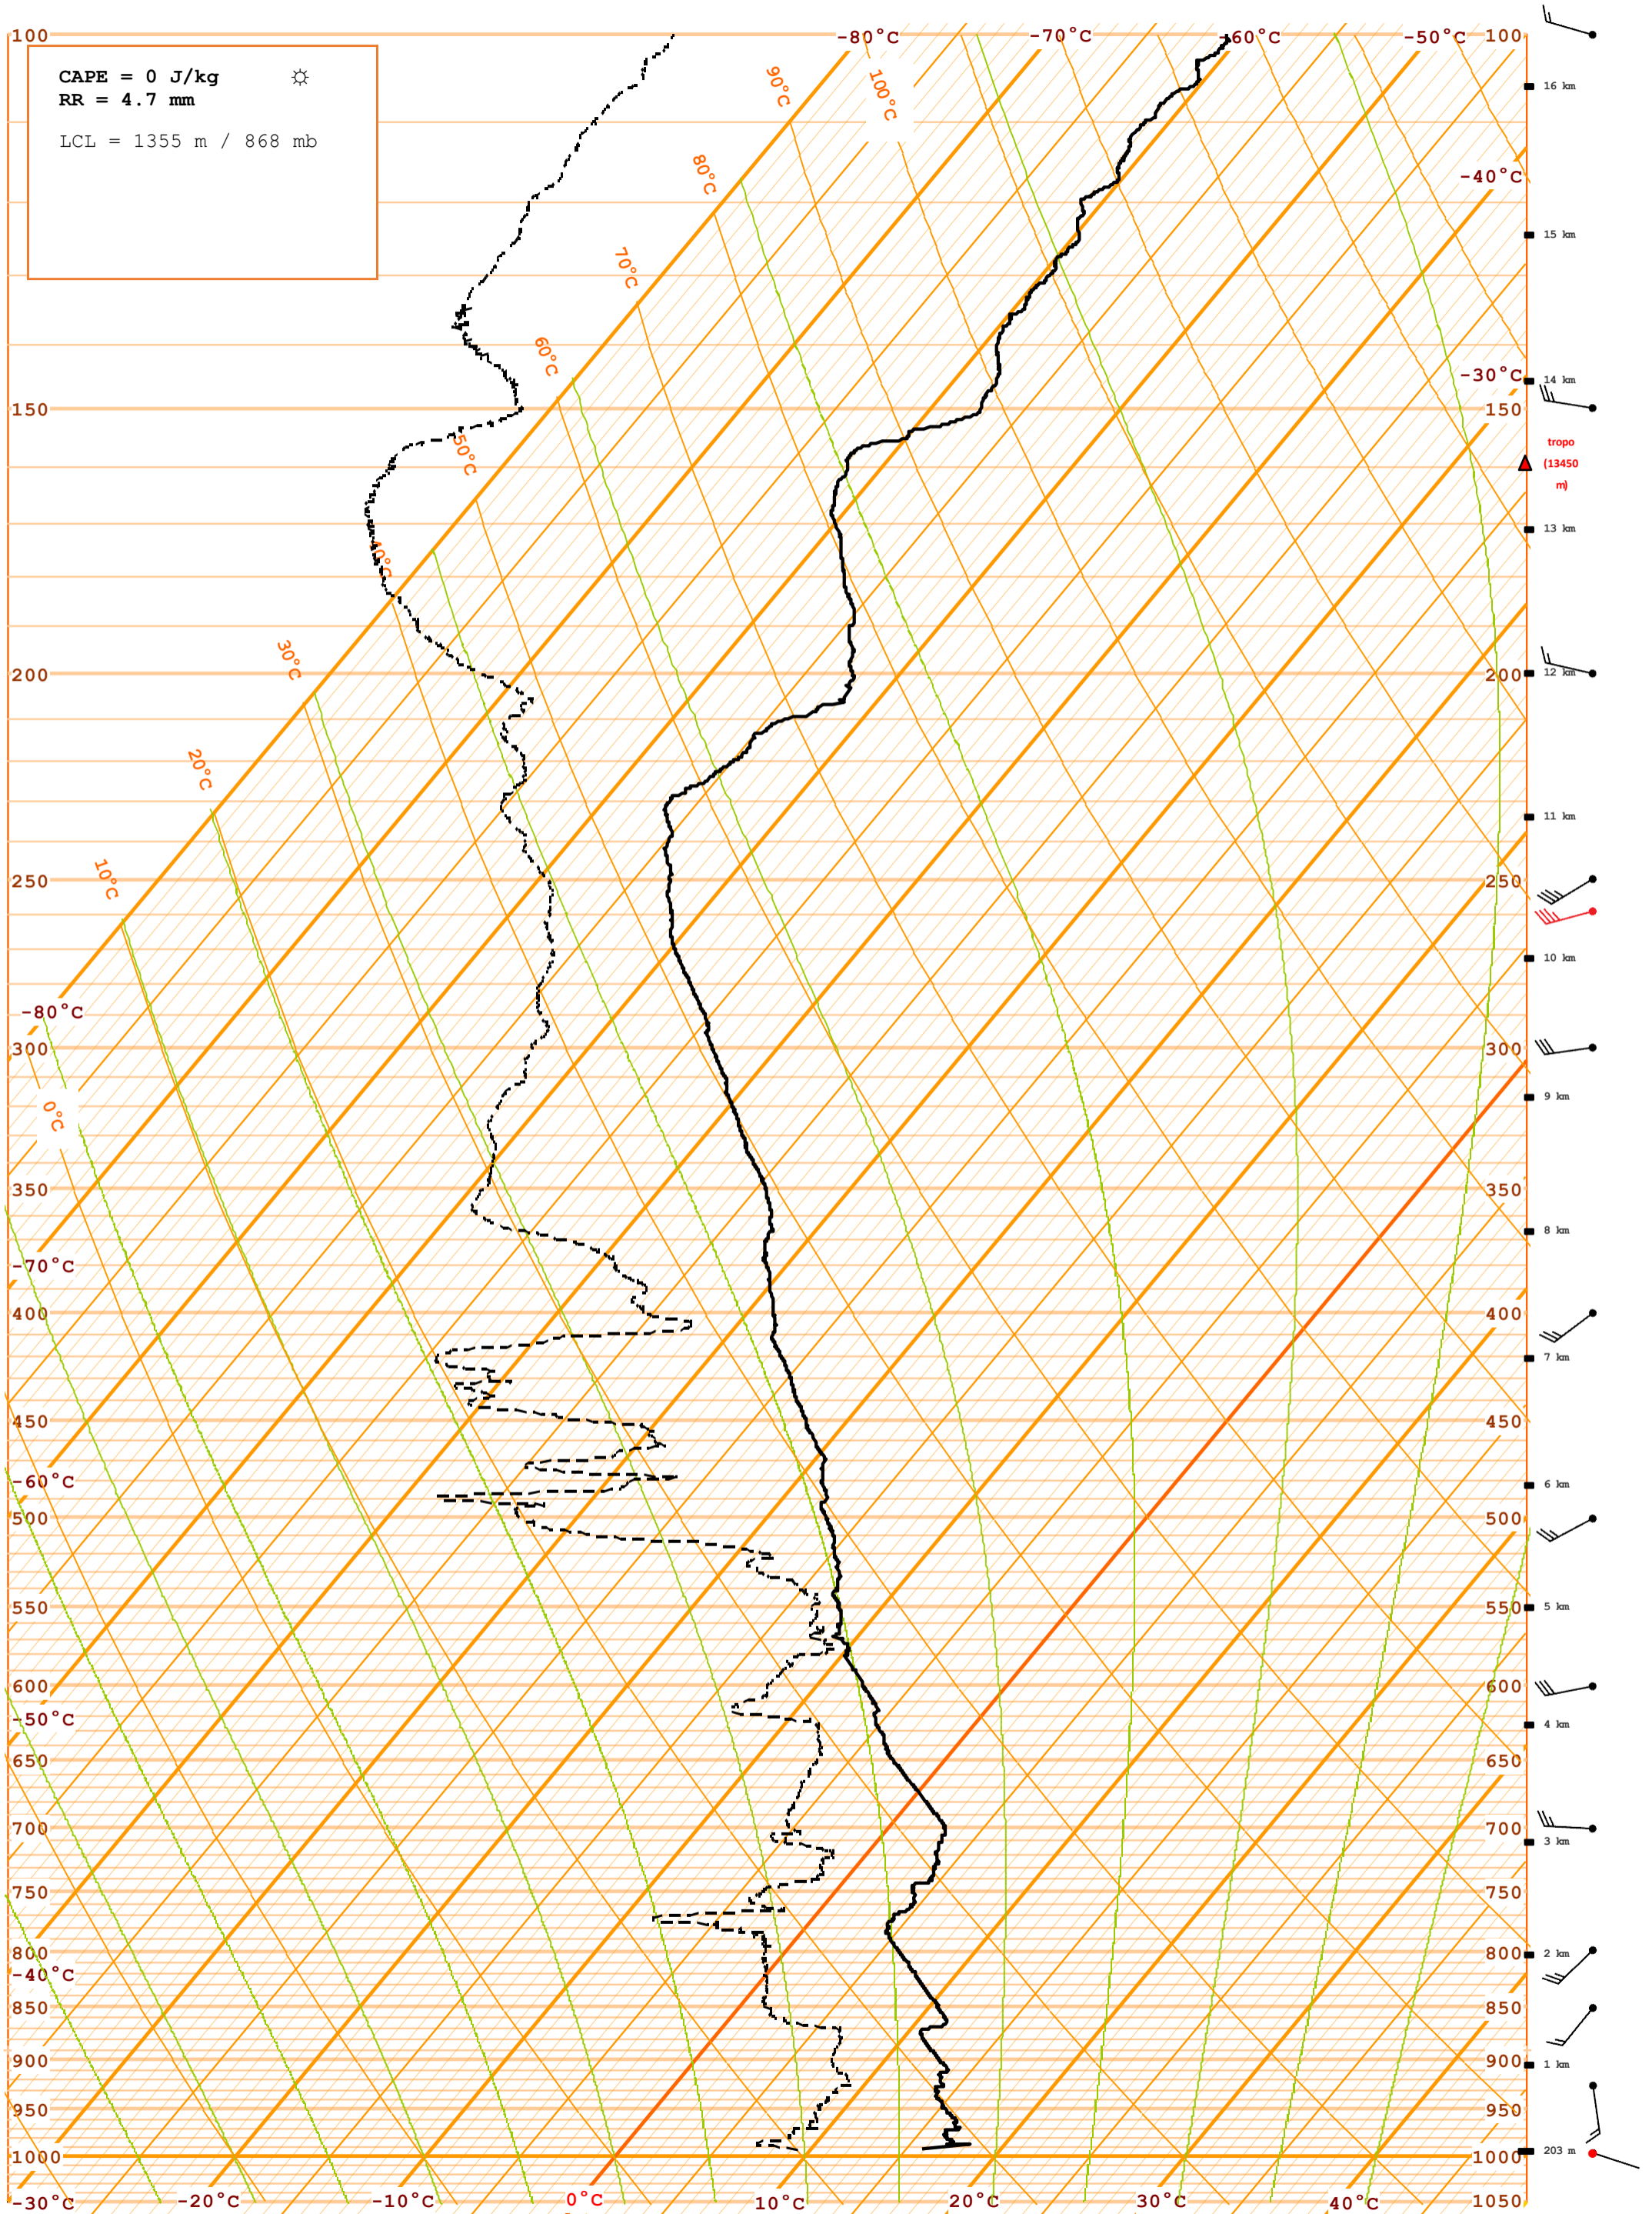 100 -80°C -70°C -60°C -50°C 100
CAPE = 0 J/kg ☼
RR = 4.7 mm
LCL = 1355 m / 868 mb
90°C 100°C
16 km
80°C
-40°C
15 km
70°C
60°C
-30°C 14 km
150 150
50°C
tropo
(13450
m)
13 km
40°C
30°C
200 200 12 km
20°C
11 km
10°C
250 250
10 km
-80°C
300 300
9 km
0°C
350 350
8 km
-70°C
400 400
7 km
450 450
-60°C 6 km
500 500
550 550 5 km
600 600
-50°C 4 km
650 650
700 700
3 km
750 750
800 800 2 km
-40°C
850 850
900 900 1 km
950 950
1000 1000 203 m
-30°C -20°C -10°C 0°C 10°C 20°C 30°C 40°C 1050